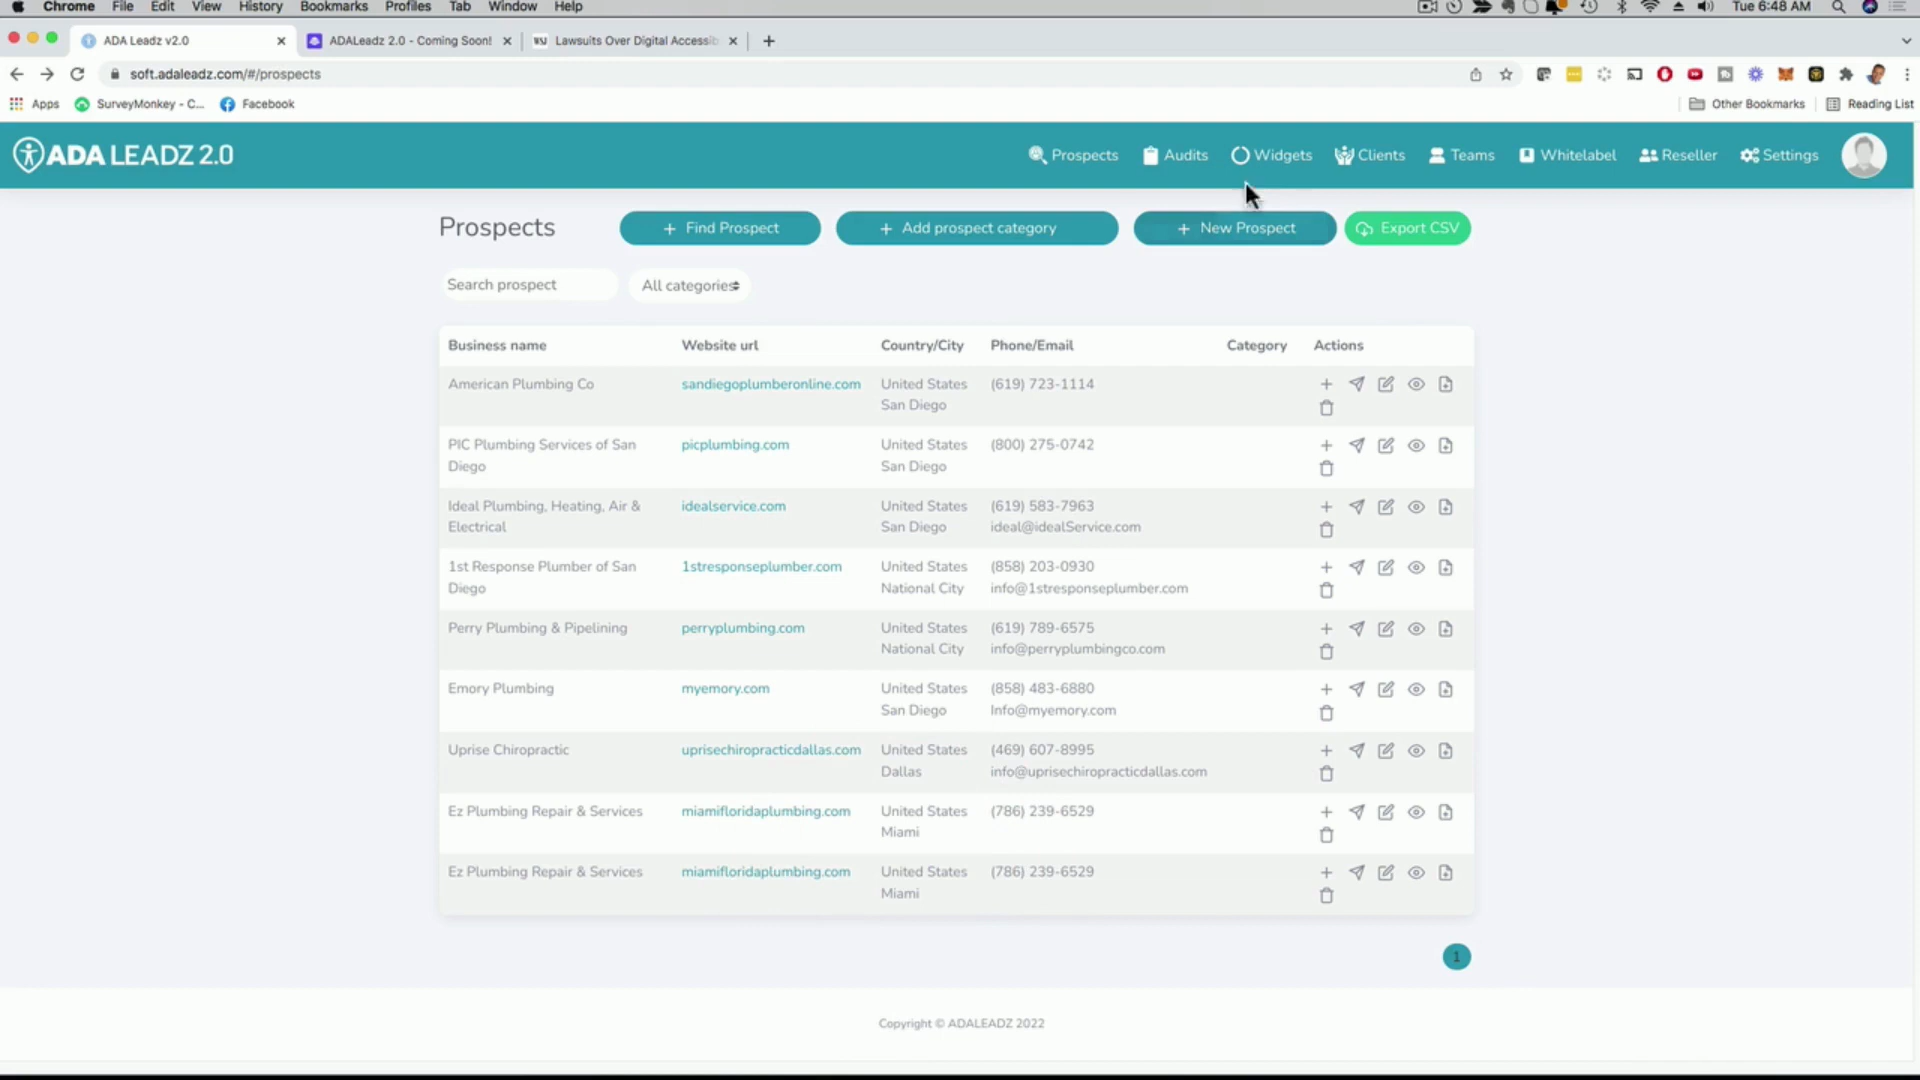 Chrome File Edit View History Bookmarks Profiles Tab Window Help Tue 6:48 AM
ADA Leadz v2.0 ADALeadz 2.0 - Coming Soon! WSJ Lawsuits Over Digital Accessib
soft.adaleadz.com/#/prospects
Apps SurveyMonkey - C... Facebook Other Bookmarks Reading List
ADA LEADZ 2.0 Prospects Audits Widgets Clients Teams Whitelabel Reseller Settings
Prospects + Find Prospect + Add prospect category + New Prospect Export CSV
Search prospect All categories
Business name Website url Country/City Phone/Email Category Actions
American Plumbing Co sandiegoplumberonline.com United States (619) 723-1114
San Diego
PIC Plumbing Services of San picplumbing.com United States (800) 275-0742
Diego San Diego
Ideal Plumbing, Heating, Air & idealservice.com United States (619) 583-7963
Electrical San Diego ideal@idealService.com
1st Response Plumber of San 1stresponseplumber.com United States (858) 203-0930
Diego National City info@1stresponseplumber.com
Perry Plumbing & Pipelining perryplumbing.com United States (619) 789-6575
National City info@perryplumbingco.com
Emory Plumbing myemory.com United States (858) 483-6880
San Diego Info@myemory.com
Uprise Chiropractic uprisechiropracticdallas.com United States (469) 607-8995
Dallas info@uprisechiropracticdallas.com
Ez Plumbing Repair & Services miamifloridaplumbing.com United States (786) 239-6529
Miami
Ez Plumbing Repair & Services miamifloridaplumbing.com United States (786) 239-6529
Miami
1
Copyright © ADALEADZ 2022